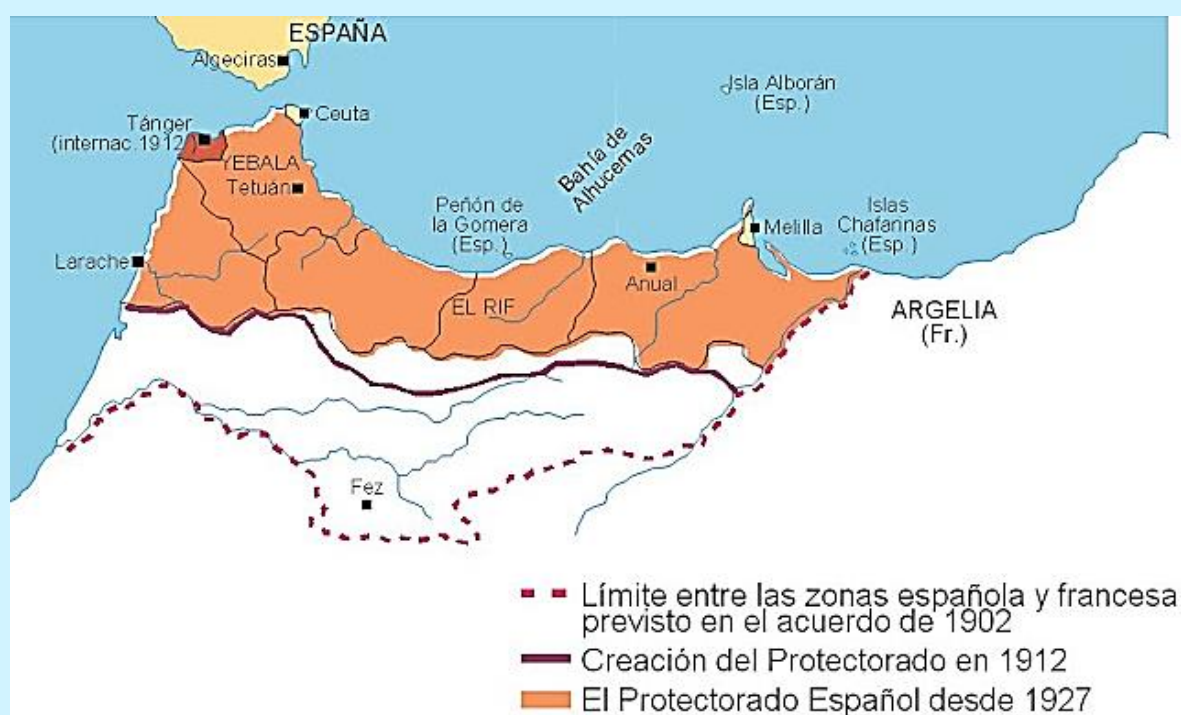 ESPAÑA
Algeciras
Isla Alborán
(Esp.)
Ceuta
Tánger
(internac.1912)
YEBALA
Tetuán
Bahía de
Alhucemas
Peñón de
la Gomera
(Esp.)
Islas
Chafarinas
(Esp.)
Melilla
Larache
Anual
EL RIF
ARGELIA
(Fr.)
Fez
Límite entre las zonas española y francesa
previsto en el acuerdo de 1902
Creación del Protectorado en 1912
El Protectorado Español desde 1927